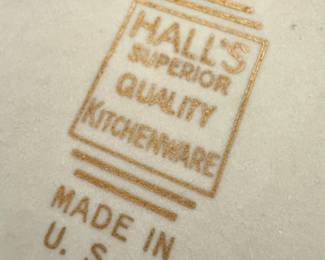 HALL'S
SUPERIOR
QUALITY
KITCHENWARE
MADE IN
U. S.